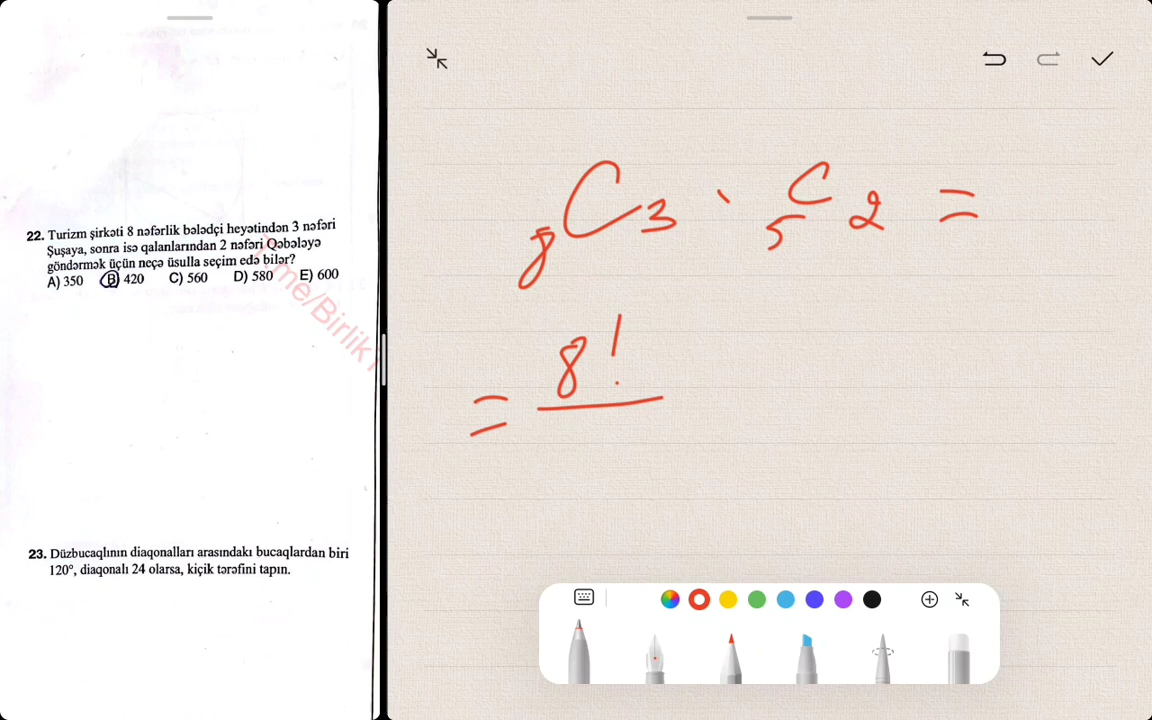 22. Turizm şirkəti 8 nəfərlik bələdçi heyətindən 3 nəfəri
Şuşaya, sonra isə qalanlarından 2 nəfəri Qəbələyə
göndərmək üçün neçə üsulla seçim edə bilər?
A) 350 B) 420 C) 560 D) 580 E) 600
t.me/Birlik
23. Düzbucaqlının diaqonalları arasındakı bucaqlardan biri
120°, diaqonalı 24 olarsa, kiçik tərəfini tapın.
8C3 · 5C2 =
= 8!